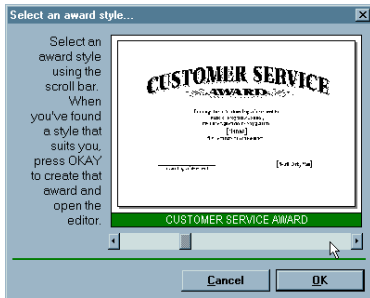 Select an award style...
Select an
award style
using the
scroll bar.
When
you've found
a style that
suits you,
press OKAY
to create that
award and
open the
editor.
CUSTOMER SERVICE
AWARD
[Name]
CUSTOMER SERVICE AWARD
Cancel
OK